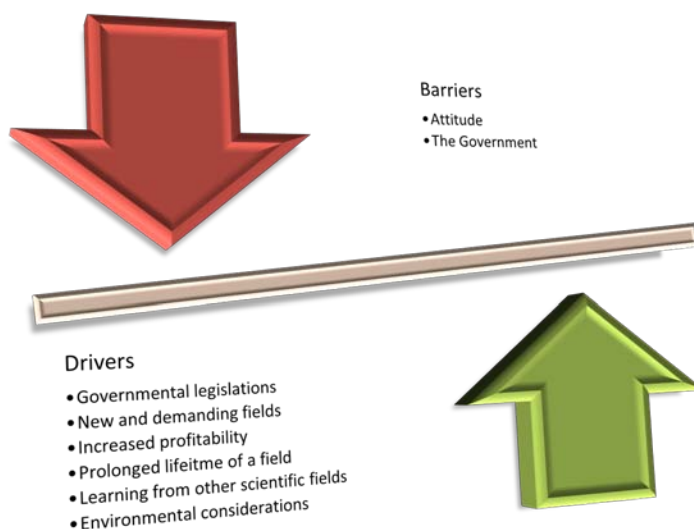 Barriers
•Attitude
•The Government
Drivers
•Governmental legislations
•New and demanding fields
•Increased profitability
•Prolonged lifeitme of a field
•Learning from other scientific fields
•Environmental considerations